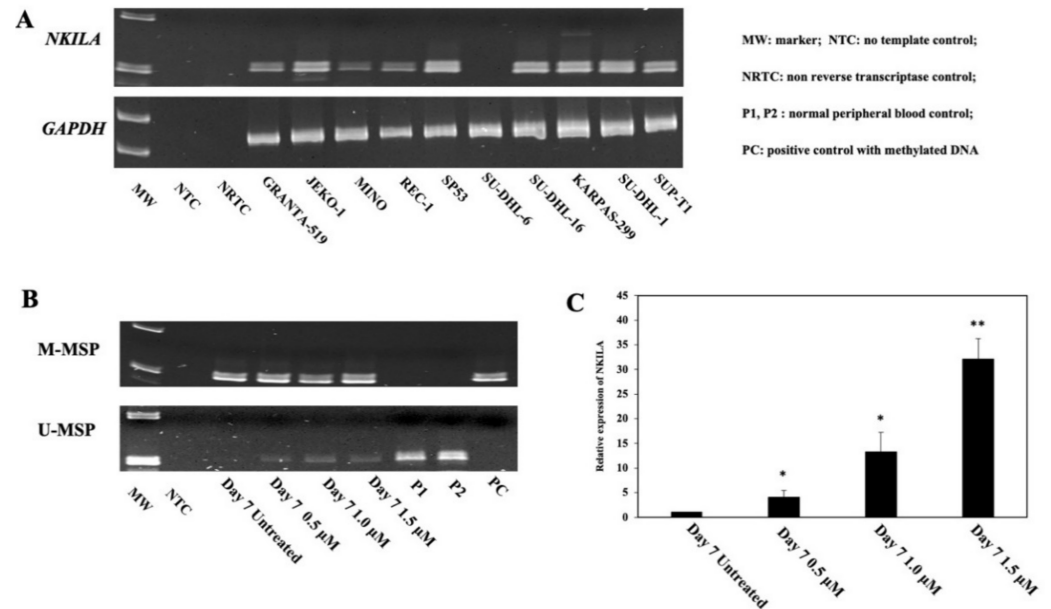 A
NKILA
GAPDH
MW
NTC
NRTC
GRANTA-519
JEKO-1
MINO
REC-1
SP53
SU-DHL-6
SU-DHL-16
KARPAS-299
SU-DHL-1
SUP-T1
MW: marker; NTC: no template control;
NRTC: non reverse transcriptase control;
P1, P2 : normal peripheral blood control;
PC: positive control with methylated DNA
B
M-MSP
U-MSP
MW
NTC
Day 7 Untreated
Day 7 0.5 µM
Day 7 1.0 µM
Day 7 1.5 µM
P1
P2
PC
C
Relative expression of NKILA
45
40
35
30
25
20
15
10
5
0
*
*
**
Day 7 Untreated
Day 7 0.5 µM
Day 7 1.0 µM
Day 7 1.5 µM